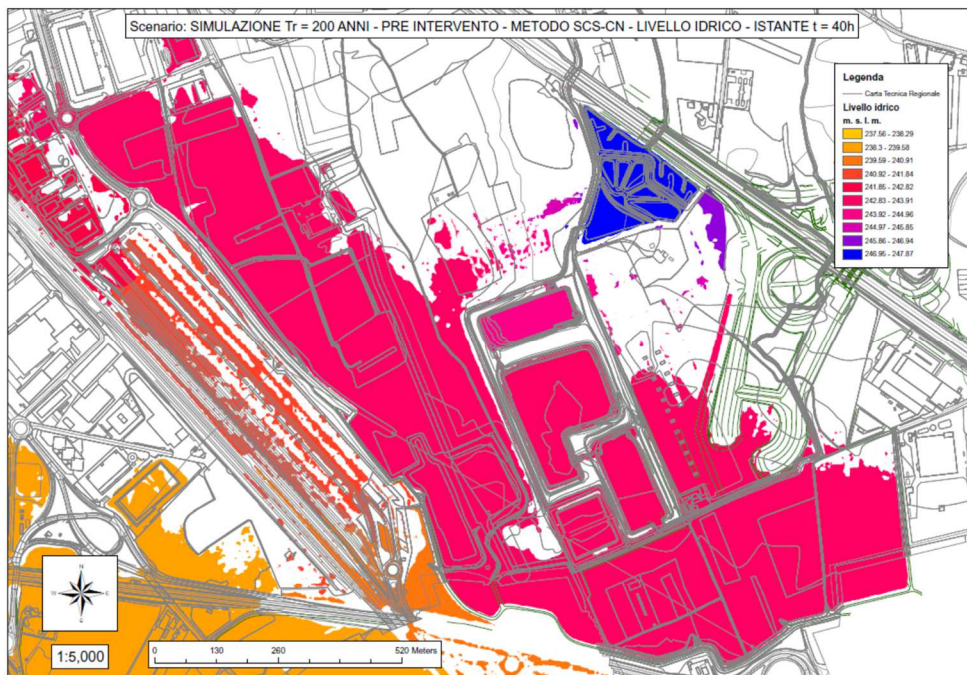 Scenario: SIMULAZIONE Tr = 200 ANNI - PRE INTERVENTO - METODO SCS-CN - LIVELLO IDRICO - ISTANTE t = 40h
Legenda
Carta Tecnica Regionale
Livello idrico
m. s. l. m.
237.56 - 238.29
238.3 - 239.58
239.59 - 240.91
240.92 - 241.84
241.85 - 242.82
242.83 - 243.91
243.92 - 244.96
244.97 - 245.85
245.86 - 246.94
246.95 - 247.87
N
W
E
S
1:5,000
0
130
260
520 Meters